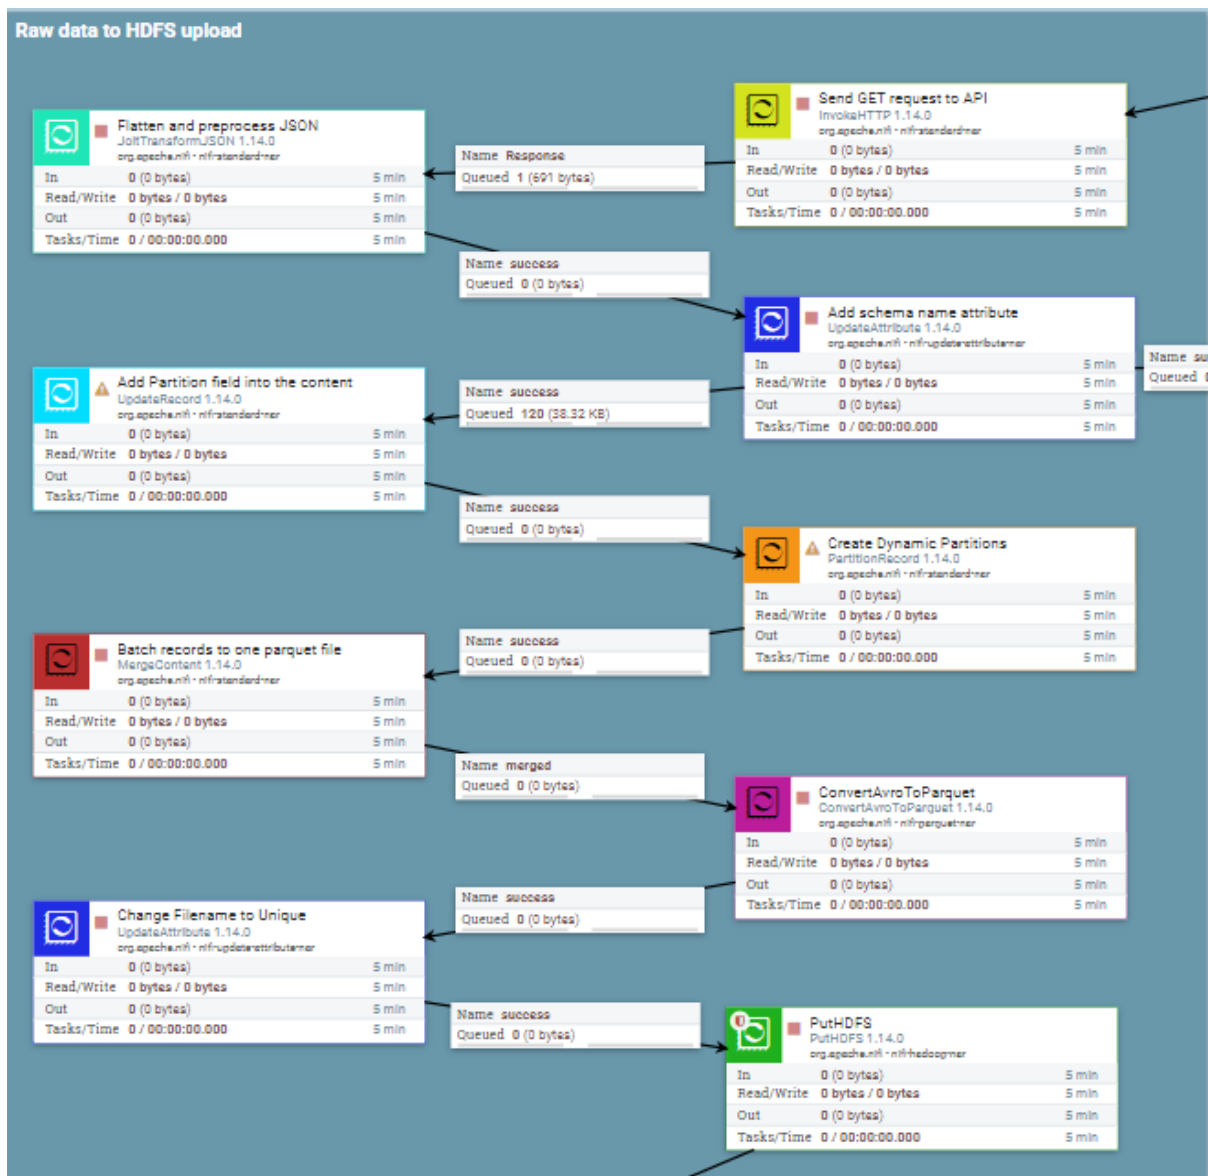 Raw data to HDFS upload
Send GET request to API
InvokeHTTP 1.14.0
org.apache.nifi - nifi-standard-nar
In 0 (0 bytes) 5 min
Read/Write 0 bytes / 0 bytes 5 min
Out 0 (0 bytes) 5 min
Tasks/Time 0 / 00:00:00.000 5 min
Name Response
Queued 1 (691 bytes)
Flatten and preprocess JSON
JoltTransformJSON 1.14.0
org.apache.nifi - nifi-standard-nar
In 0 (0 bytes) 5 min
Read/Write 0 bytes / 0 bytes 5 min
Out 0 (0 bytes) 5 min
Tasks/Time 0 / 00:00:00.000 5 min
Name success
Queued 0 (0 bytes)
Add schema name attribute
UpdateAttribute 1.14.0
org.apache.nifi - nifi-update-attribute-nar
In 0 (0 bytes) 5 min
Read/Write 0 bytes / 0 bytes 5 min
Out 0 (0 bytes) 5 min
Tasks/Time 0 / 00:00:00.000 5 min
Name su
Queued 0
Name success
Queued 120 (38.32 KB)
Add Partition field into the content
UpdateRecord 1.14.0
org.apache.nifi - nifi-standard-nar
In 0 (0 bytes) 5 min
Read/Write 0 bytes / 0 bytes 5 min
Out 0 (0 bytes) 5 min
Tasks/Time 0 / 00:00:00.000 5 min
Name success
Queued 0 (0 bytes)
Create Dynamic Partitions
PartitionRecord 1.14.0
org.apache.nifi - nifi-standard-nar
In 0 (0 bytes) 5 min
Read/Write 0 bytes / 0 bytes 5 min
Out 0 (0 bytes) 5 min
Tasks/Time 0 / 00:00:00.000 5 min
Name success
Queued 0 (0 bytes)
Batch records to one parquet file
MergeContent 1.14.0
org.apache.nifi - nifi-standard-nar
In 0 (0 bytes) 5 min
Read/Write 0 bytes / 0 bytes 5 min
Out 0 (0 bytes) 5 min
Tasks/Time 0 / 00:00:00.000 5 min
Name merged
Queued 0 (0 bytes)
ConvertAvroToParquet
ConvertAvroToParquet 1.14.0
org.apache.nifi - nifi-parquet-nar
In 0 (0 bytes) 5 min
Read/Write 0 bytes / 0 bytes 5 min
Out 0 (0 bytes) 5 min
Tasks/Time 0 / 00:00:00.000 5 min
Name success
Queued 0 (0 bytes)
Change Filename to Unique
UpdateAttribute 1.14.0
org.apache.nifi - nifi-update-attribute-nar
In 0 (0 bytes) 5 min
Read/Write 0 bytes / 0 bytes 5 min
Out 0 (0 bytes) 5 min
Tasks/Time 0 / 00:00:00.000 5 min
Name success
Queued 0 (0 bytes)
PutHDFS
PutHDFS 1.14.0
org.apache.nifi - nifi-hadoop-nar
In 0 (0 bytes) 5 min
Read/Write 0 bytes / 0 bytes 5 min
Out 0 (0 bytes) 5 min
Tasks/Time 0 / 00:00:00.000 5 min